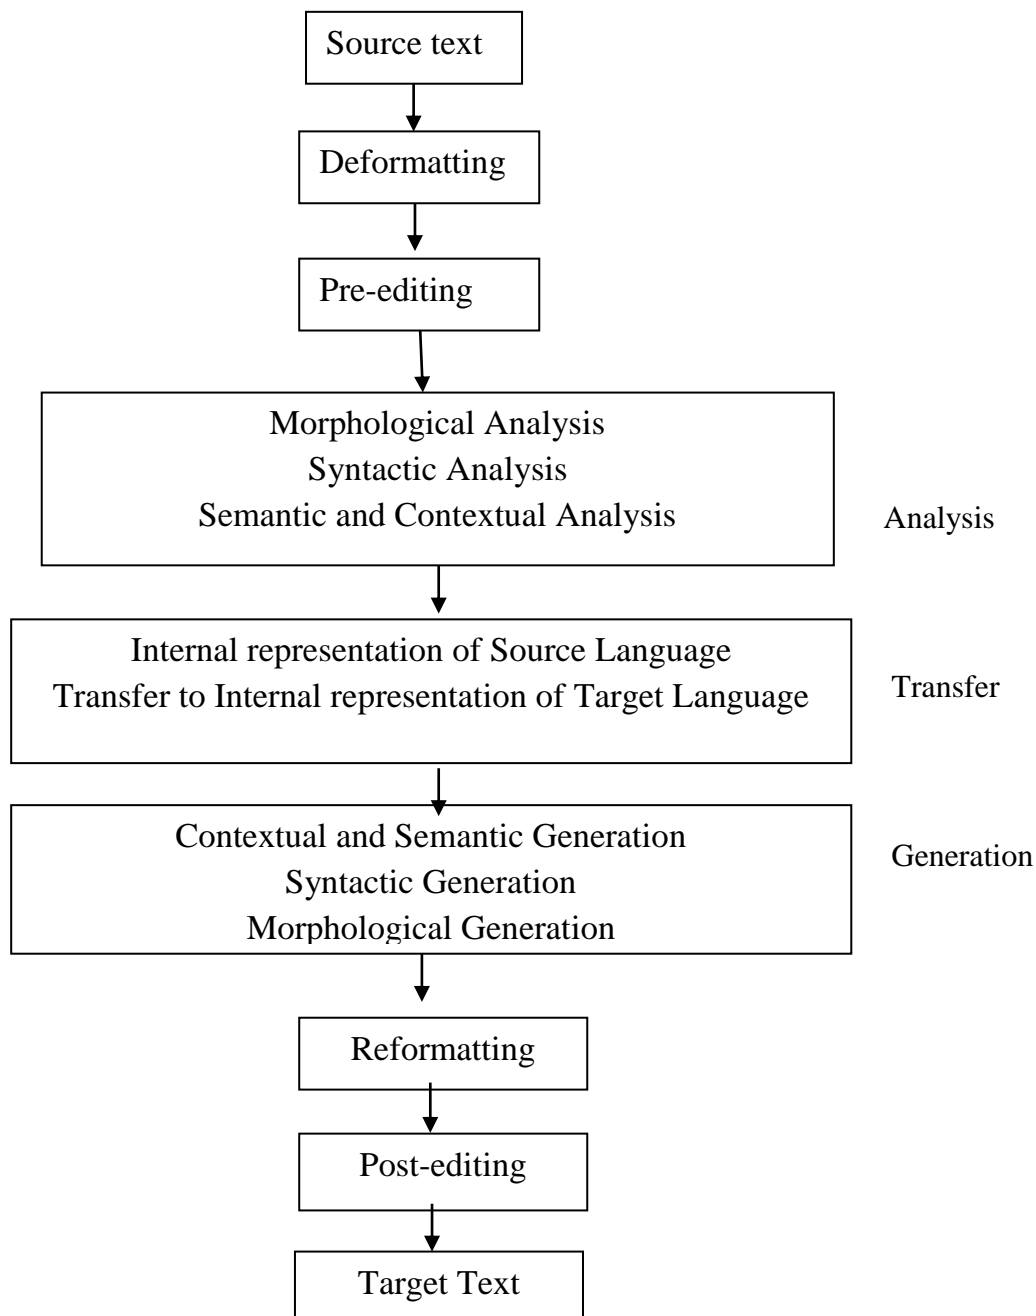 Source text
Deformatting
Pre-editing
Morphological Analysis
Syntactic Analysis
Semantic and Contextual Analysis
Analysis
Internal representation of Source Language
Transfer to Internal representation of Target Language
Transfer
Contextual and Semantic Generation
Generation
Syntactic Generation
Morphological Generation
Reformatting
Post-editing
Target Text